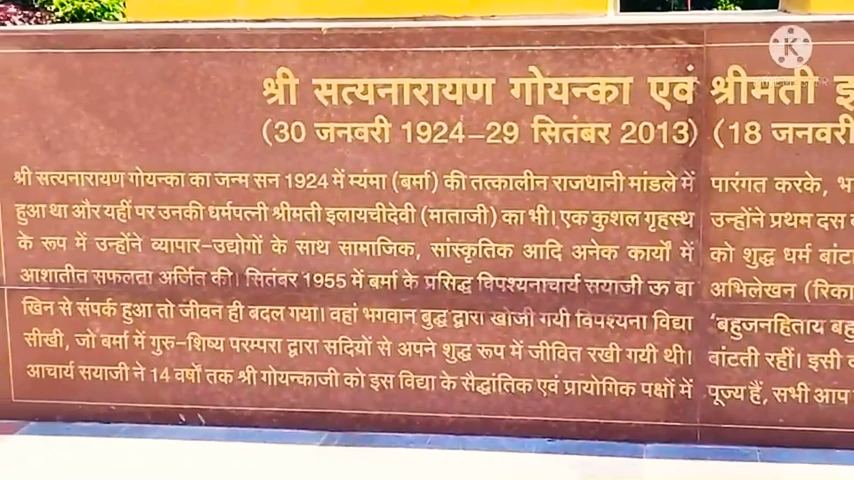 श्री सत्यनारायण गोयन्का एवं श्रीमती
(30 जनवरी 1924–29 सितंबर 2013) (18 जनवरी
श्री सत्यनारायण गोयन्का का जन्म सन 1924 में म्यंमा (बर्मा) की तत्कालीन राजधानी मांडले में
हुआ था और यहीं पर उनकी धर्मपत्नी श्रीमती इलायचीदेवी (माताजी) का भी। एक कुशल गृहस्थ
के रूप में उन्होंने व्यापार–उद्योगों के साथ सामाजिक, सांस्कृतिक आदि अनेक कार्यों में
आशातीत सफलता अर्जित की। सितंबर 1955 में बर्मा के प्रसिद्ध विपश्यनाचार्य सयाजी ऊ बा
खिन से संपर्क हुआ तो जीवन ही बदल गया। वहां भगवान बुद्ध द्वारा खोजी गयी विपश्यना विद्या
सीखी, जो बर्मा में गुरु–शिष्य परम्परा द्वारा सदियों से अपने शुद्ध रूप में जीवित रखी गयी थी।
आचार्य सयाजी ने 14 वर्षों तक श्री गोयन्काजी को इस विद्या के सैद्धांतिक एवं प्रायोगिक पक्षों में
पारंगत करके,
उन्होंने प्रथम दस
को शुद्ध धर्म बांटा
अभिलेखन (रिका
'बहुजनहिताय बहु
बांटती रहीं। इसी
पूज्य हैं, सभी आप
K